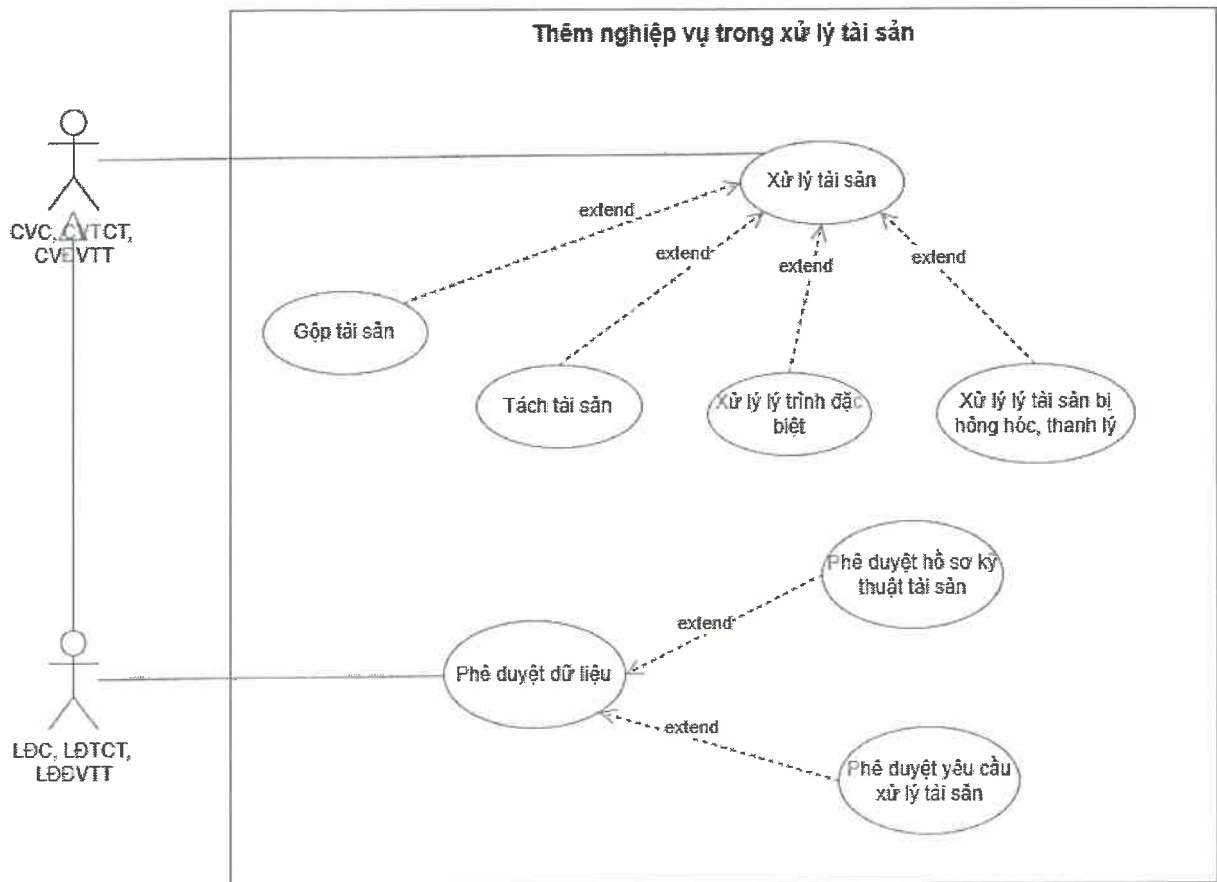 Thêm nghiệp vụ trong xử lý tài sản
Xử lý tài sản
extend
extend
extend
extend
CVC, CVTCT,
CVĐVTT
Gộp tài sản
Tách tài sản
Xử lý lý trình đặc
biệt
Xử lý lý tài sản bị
hỏng hóc, thanh lý
Phê duyệt hồ sơ kỹ
thuật tài sản
extend
Phê duyệt dữ liệu
extend
LĐC, LĐTCT,
LĐĐVTT
Phê duyệt yêu cầu
xử lý tài sản